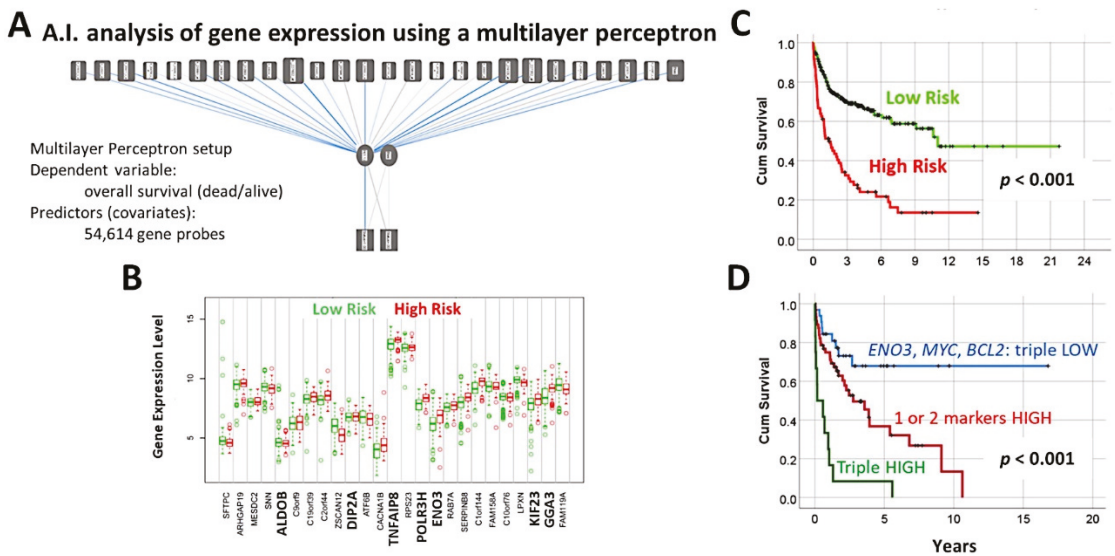 A A.I. analysis of gene expression using a multilayer perceptron
Multilayer Perceptron setup
Dependent variable:
overall survival (dead/alive)
Predictors (covariates):
54,614 gene probes
B
Low Risk High Risk
Gene Expression Level
15
10
5
SFTPC
ARHGAP19
MESDC2
SNN
ALDOB
C9orf9
C19orf39
C2orf44
ZSCAN12
DIP2A
ATF6B
CACNA1B
TNFAIP8
RPS23
POLR3H
ENO3
RAB7A
SERPINB8
C1orf144
FAM158A
C10orf76
LPXN
KIF23
GGA3
FAM119A
C
Cum Survival
1.0
0.8
0.6
0.4
0.2
0.0
Low Risk
High Risk
p < 0.001
0 3 6 9 12 15 18 21 24
D
Cum Survival
1.0
0.8
0.6
0.4
0.2
0.0
ENO3, MYC, BCL2: triple LOW
1 or 2 markers HIGH
Triple HIGH
p < 0.001
0 5 10 15 20
Years